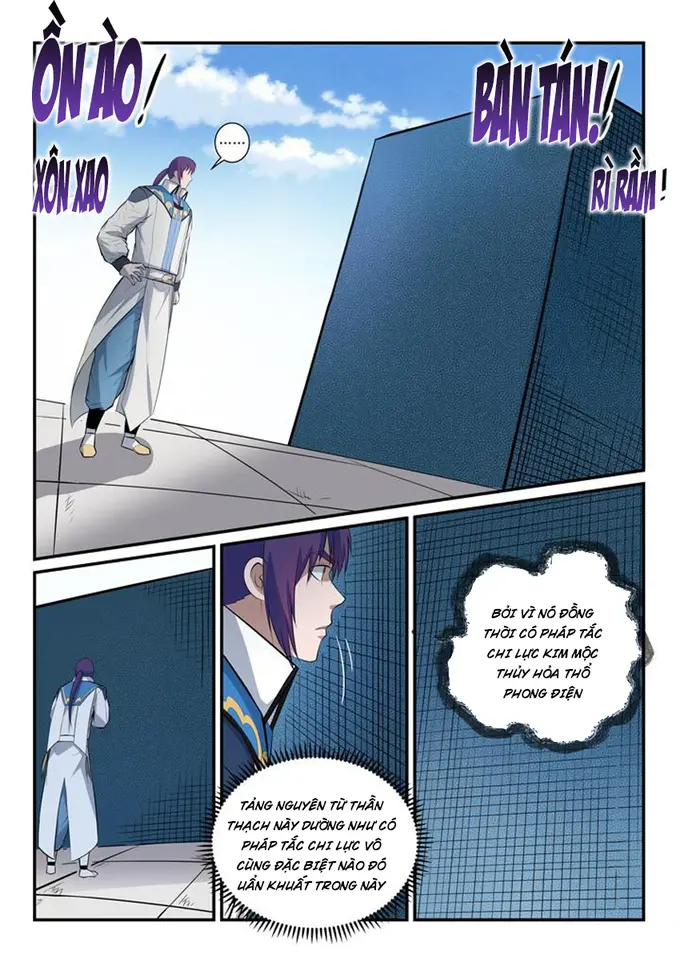 ỒN ÀO!
XÔN XAO
......
BÀN TÁN!
RÌ RẦM!
TẢNG NGUYÊN TỪ THẦN
THẠCH NÀY DƯỜNG NHƯ CÓ
PHÁP TẮC CHI LỰC VÔ
CÙNG ĐẶC BIỆT NÀO ĐÓ
UẨN KHUẤT TRONG NÀY
BỞI VÌ NÓ ĐỒNG
THỜI CÓ PHÁP TẮC
CHI LỰC KIM MỘC
THỦY HỎA THỔ
PHONG ĐIỆN